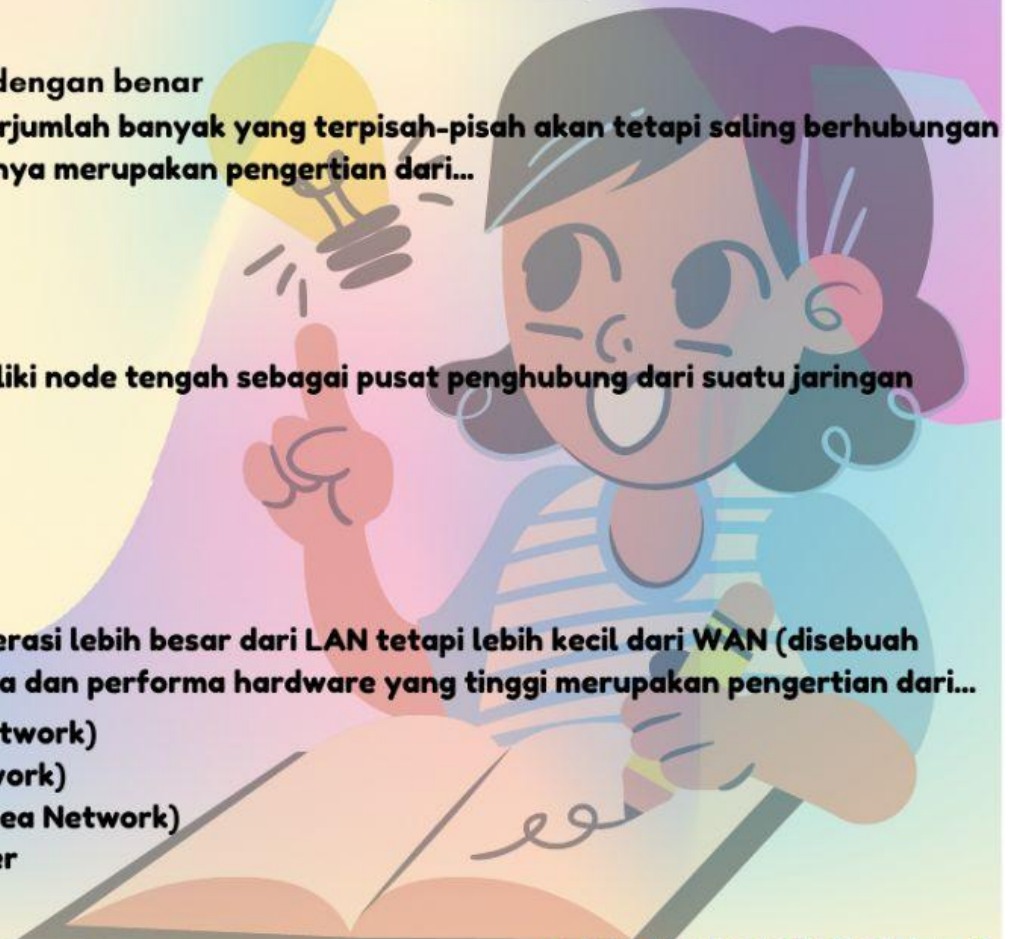 dengan benar
rjumlah banyak yang terpisah-pisah akan tetapi saling berhubungan
nya merupakan pengertian dari...
liki node tengah sebagai pusat penghubung dari suatu jaringan
erasi lebih besar dari LAN tetapi lebih kecil dari WAN (disebuah
a dan performa hardware yang tinggi merupakan pengertian dari...
twork)
vork)
ea Network)
er